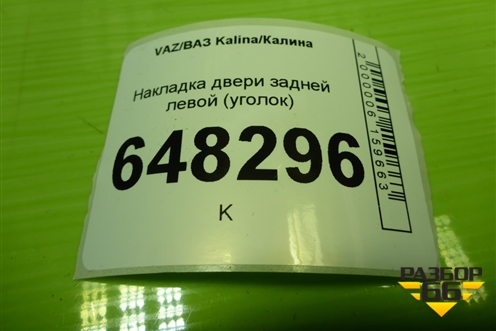 VAZ/ВАЗ Kalina/Калина
Накладка двери задней
левой (уголок)
648296
К
2000006159663
РАЗБОР
66